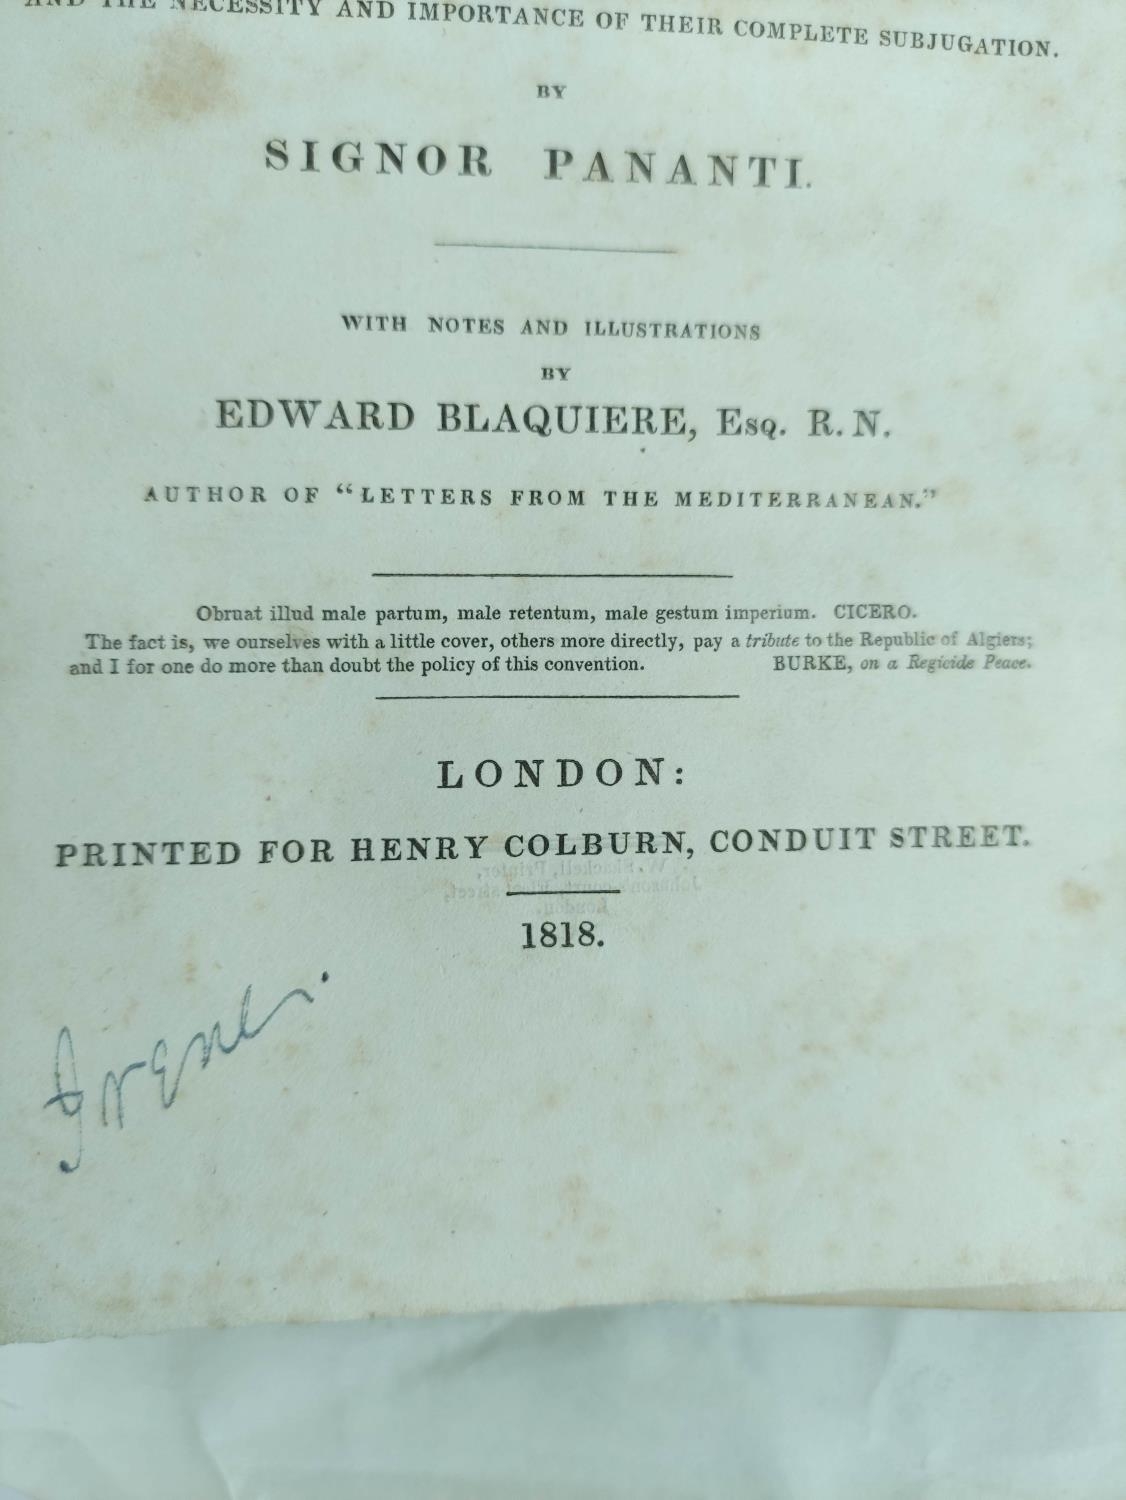 AND THE NECESSITY AND IMPORTANCE OF THEIR COMPLETE SUBJUGATION.
BY
SIGNOR PANANTI.
WITH NOTES AND ILLUSTRATIONS
BY
EDWARD BLAQUIERE, Esq. R.N.
AUTHOR OF “LETTERS FROM THE MEDITERRANEAN.”
Obruat illud male partum, male retentum, male gestum imperium. CICERO.
The fact is, we ourselves with a little cover, others more directly, pay a tribute to the Republic of Algiers;
and I for one do more than doubt the policy of this convention. BURKE, on a Regicide Peace.
LONDON:
PRINTED FOR HENRY COLBURN, CONDUIT STREET.
1818.